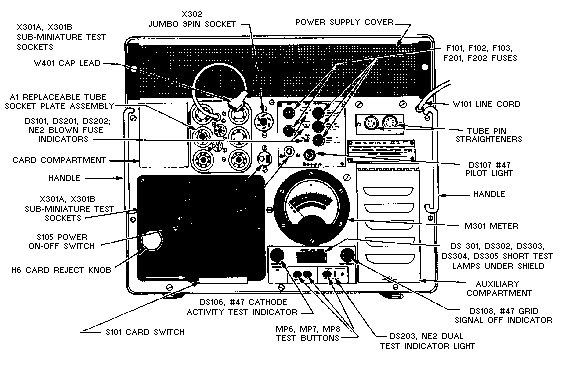 X301A, X301B
SUB-MINIATURE TEST
SOCKETS
X302
JUMBO 9PIN SOCKET
POWER SUPPLY COVER
F101, F102, F103,
F201, F202 FUSES
W401 CAP LEAD
A1 REPLACEABLE TUBE
SOCKET PLATE ASSEMBLY
W101 LINE CORD
DS101, DS201, DS202;
NE2 BLOWN FUSE
INDICATORS
TUBE PIN
STRAIGHTENERS
CARD COMPARTMENT
DS107 #47
PILOT LIGHT
HANDLE
HANDLE
X301A, X301B
SUB-MINIATURE TEST
SOCKETS
M301 METER
S105 POWER
ON-OFF SWITCH
DS 301, DS302, DS303,
DS304, DS305 SHORT TEST
LAMPS UNDER SHIELD
H6 CARD REJECT KNOB
AUXILIARY
COMPARTMENT
DS106, #47 CATHODE
ACTIVITY TEST INDICATOR
DS108, #47 GRID
SIGNAL OFF INDICATOR
S101 CARD SWITCH
MP6, MP7, MP8
TEST BUTTONS
DS203, NE2 DUAL
TEST INDICATOR LIGHT